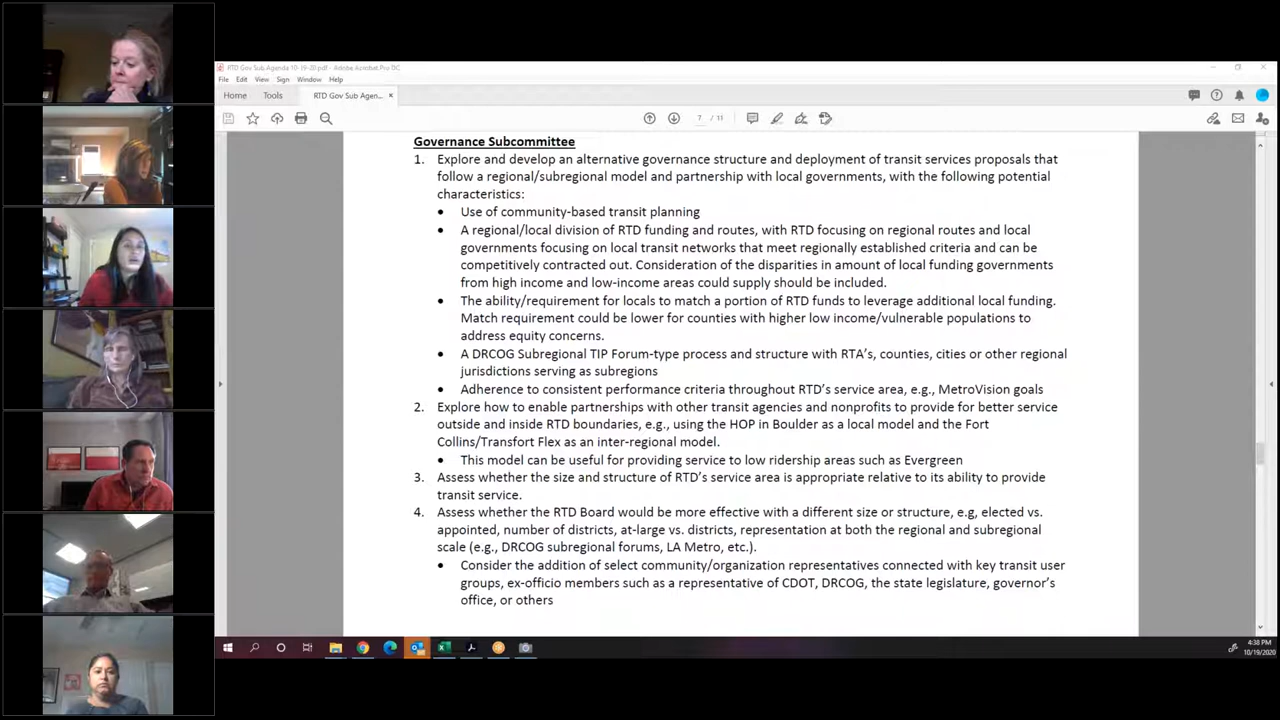 RTD Gov Sub Agenda 10-19-20.pdf - Adobe Acrobat Pro DC
File Edit View Sign Window Help
Home Tools RTD Gov Sub Agen... ×
7 / 11
Governance Subcommittee
1. Explore and develop an alternative governance structure and deployment of transit services proposals that
follow a regional/subregional model and partnership with local governments, with the following potential
characteristics:
• Use of community-based transit planning
• A regional/local division of RTD funding and routes, with RTD focusing on regional routes and local
governments focusing on local transit networks that meet regionally established criteria and can be
competitively contracted out. Consideration of the disparities in amount of local funding governments
from high income and low-income areas could supply should be included.
• The ability/requirement for locals to match a portion of RTD funds to leverage additional local funding.
Match requirement could be lower for counties with higher low income/vulnerable populations to
address equity concerns.
• A DRCOG Subregional TIP Forum-type process and structure with RTA's, counties, cities or other regional
jurisdictions serving as subregions
• Adherence to consistent performance criteria throughout RTD's service area, e.g., MetroVision goals
2. Explore how to enable partnerships with other transit agencies and nonprofits to provide for better service
outside and inside RTD boundaries, e.g., using the HOP in Boulder as a local model and the Fort
Collins/Transfort Flex as an inter-regional model.
• This model can be useful for providing service to low ridership areas such as Evergreen
3. Assess whether the size and structure of RTD's service area is appropriate relative to its ability to provide
transit service.
4. Assess whether the RTD Board would be more effective with a different size or structure, e.g, elected vs.
appointed, number of districts, at-large vs. districts, representation at both the regional and subregional
scale (e.g., DRCOG subregional forums, LA Metro, etc.).
• Consider the addition of select community/organization representatives connected with key transit user
groups, ex-officio members such as a representative of CDOT, DRCOG, the state legislature, governor's
office, or others
4:38 PM
10/19/2020